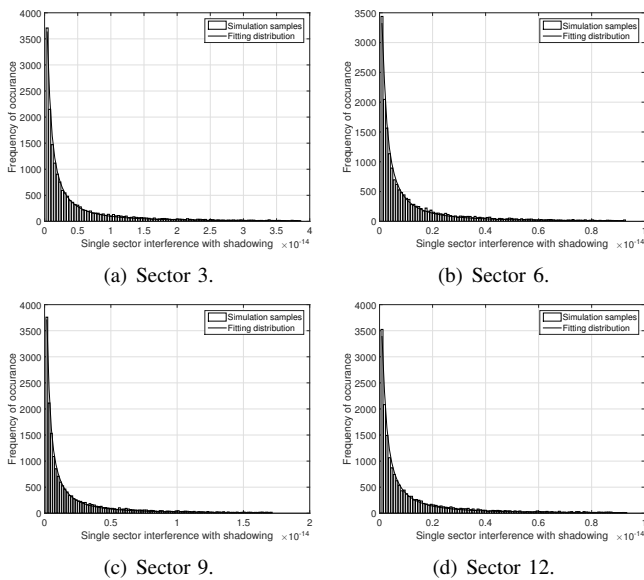 4000
3500
3000
2500
2000
1500
1000
500
0
Frequency of occurance
Simulation samples
Fitting distribution
0 0.5 1 1.5 2 2.5 3 3.5 4
Single sector interference with shadowing ×10-14
(a) Sector 3.
3500
3000
2500
2000
1500
1000
500
0
Frequency of occurance
Simulation samples
Fitting distribution
0 0.2 0.4 0.6 0.8 1
Single sector interference with shadowing ×10-14
(b) Sector 6.
4000
3500
3000
2500
2000
1500
1000
500
0
Frequency of occurance
Simulation samples
Fitting distribution
0 0.5 1 1.5 2
Single sector interference with shadowing ×10-14
(c) Sector 9.
4000
3500
3000
2500
2000
1500
1000
500
0
Frequency of occurance
Simulation samples
Fitting distribution
0 0.2 0.4 0.6 0.8 1
Single sector interference with shadowing ×10-14
(d) Sector 12.